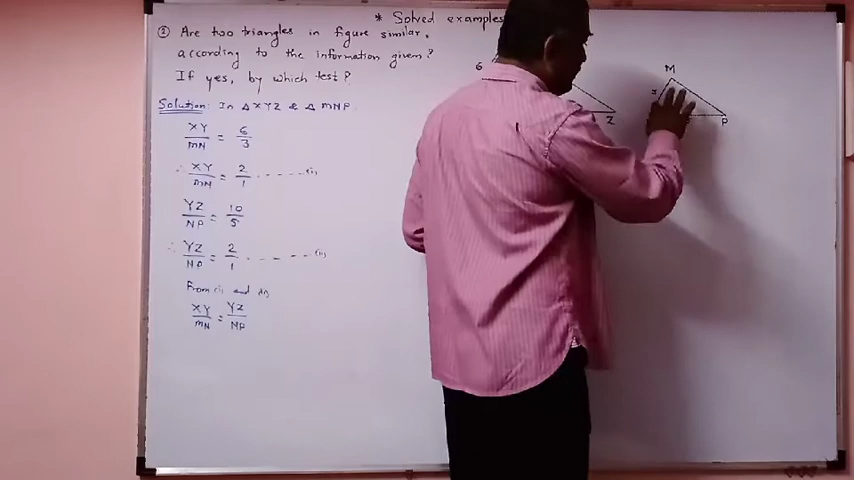 * Solved examples
② Are two triangles in figure similar,
according to the information given?
If yes, by which test?
Solution: In △XYZ & △MNP
XY/MN = 6/3
∴ XY/MN = 2/1 ------(i)
YZ/NP = 10/5
∴ YZ/NP = 2/1 ------(ii)
From (i) and (ii)
XY/MN = YZ/NP
6
Z
M
3
P